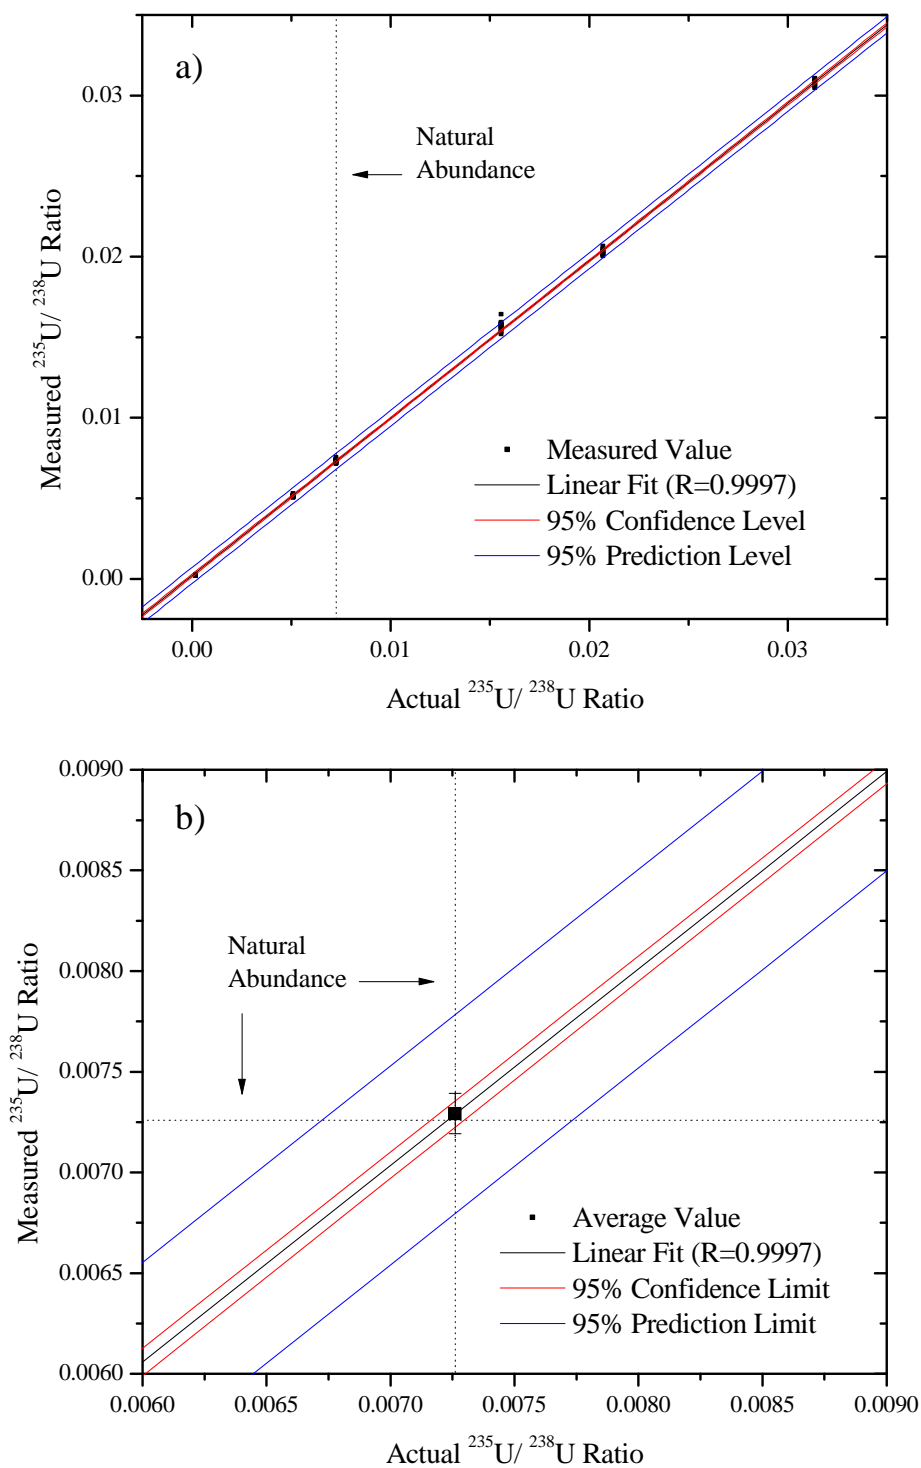 a)
0.03
Natural
Abundance
0.02
Measured ²³⁵U/ ²³⁸U Ratio
0.01
Measured Value
Linear Fit (R=0.9997)
95% Confidence Level
95% Prediction Level
0.00
0.00 0.01 0.02 0.03
Actual ²³⁵U/ ²³⁸U Ratio
0.0090
b)
0.0085
Natural
Abundance
0.0080
Measured ²³⁵U/ ²³⁸U Ratio
0.0075
0.0070
Average Value
Linear Fit (R=0.9997)
0.0065
95% Confidence Limit
95% Prediction Limit
0.0060
0.0060 0.0065 0.0070 0.0075 0.0080 0.0085 0.0090
Actual ²³⁵U/ ²³⁸U Ratio